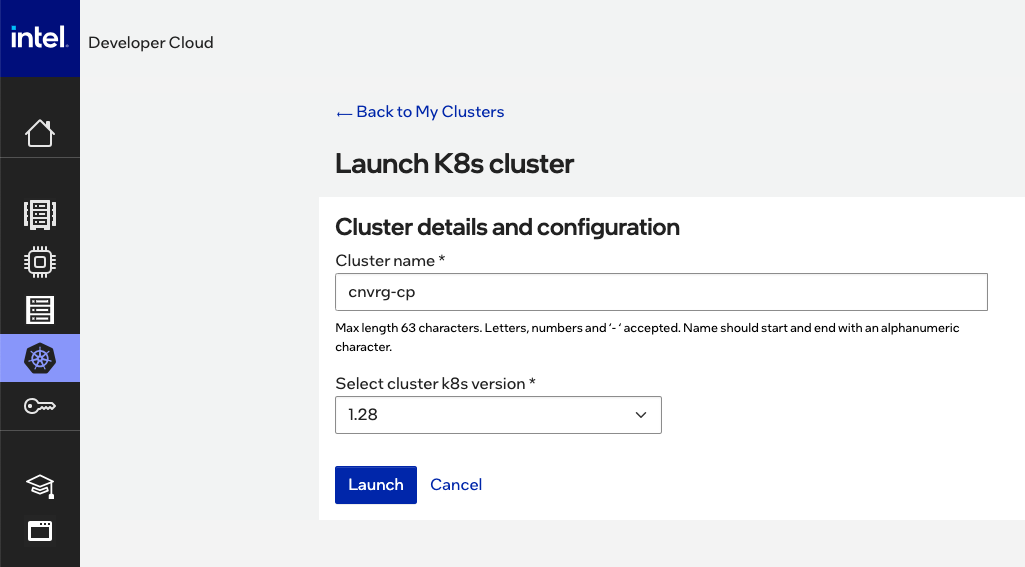 intel.
Developer Cloud
← Back to My Clusters
Launch K8s cluster
Cluster details and configuration
Cluster name *
cnvrg-cp
Max length 63 characters. Letters, numbers and ‘- ‘ accepted. Name should start and end with an alphanumeric
character.
Select cluster k8s version *
1.28
Launch Cancel